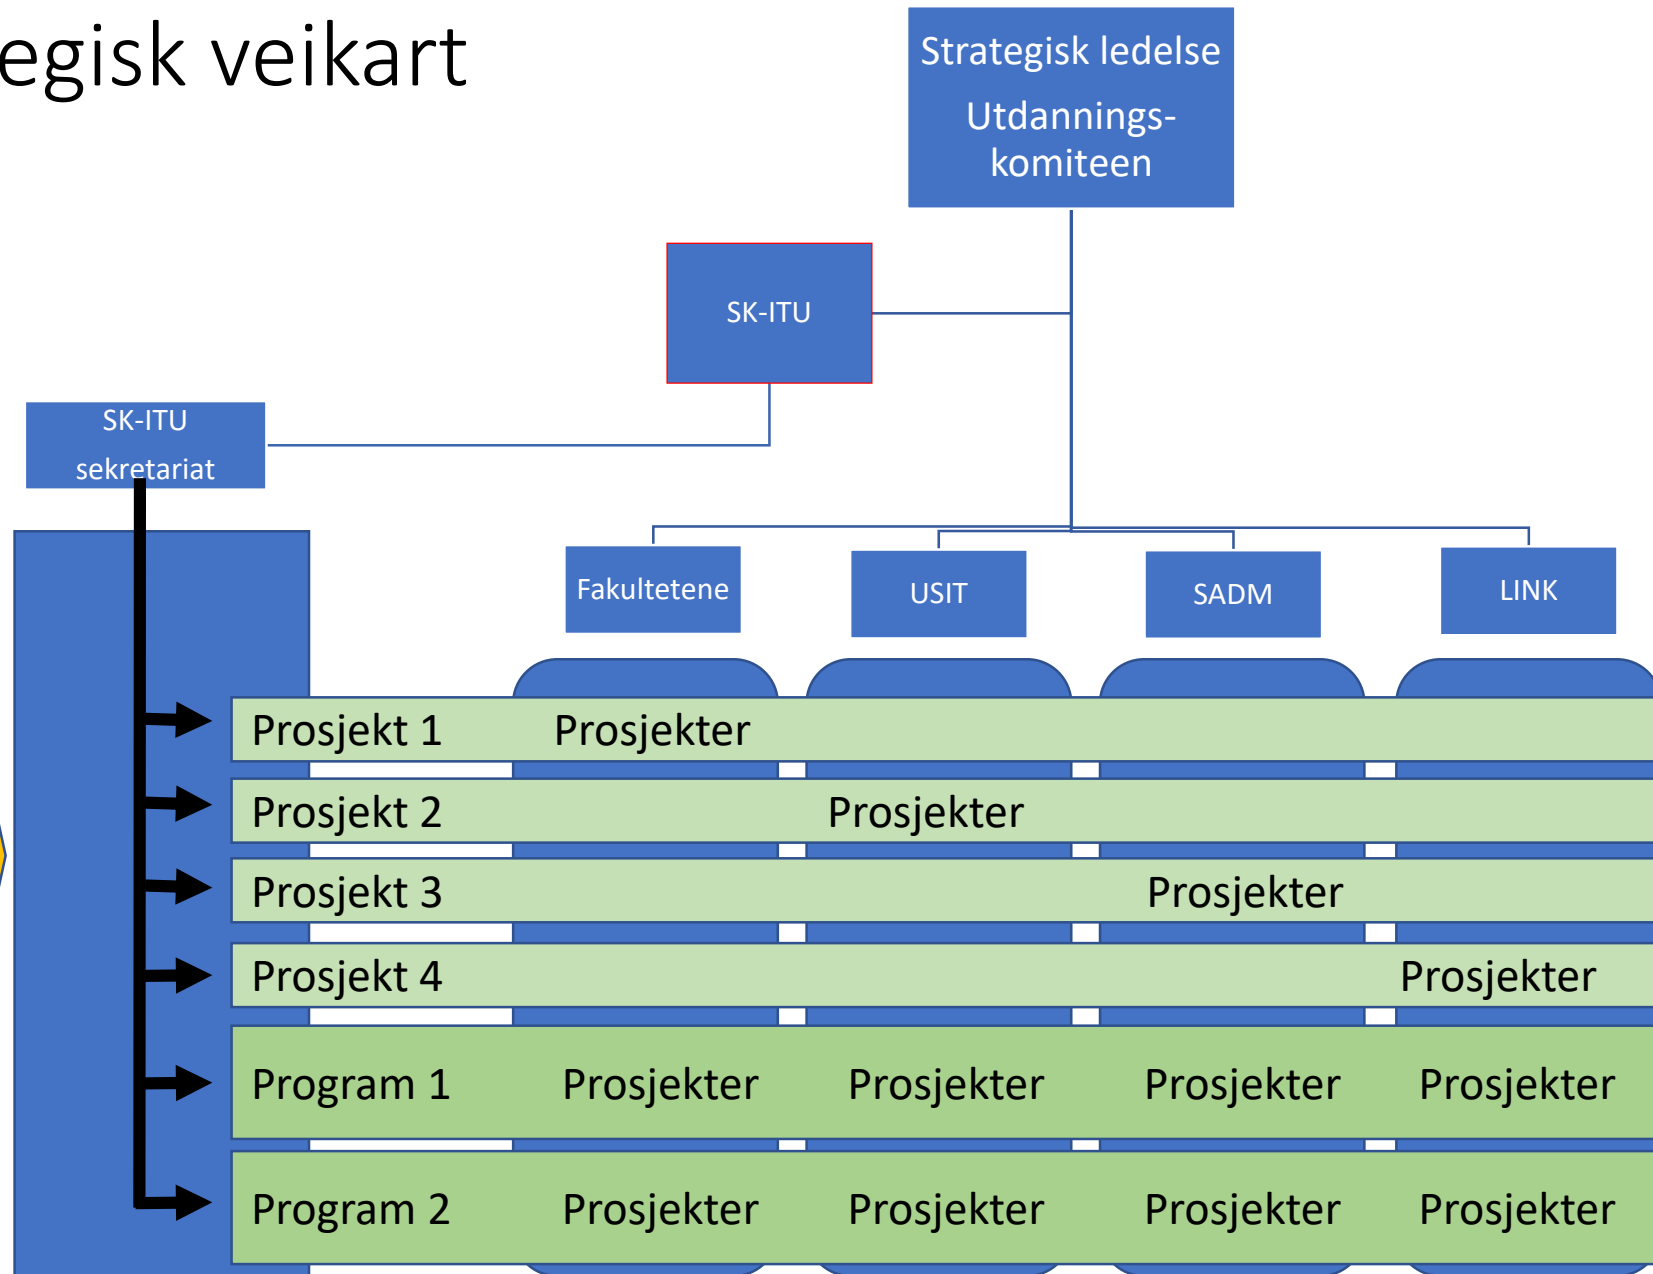 egisk veikart
Strategisk ledelse
Utdannings-
komiteen
SK-ITU
SK-ITU
sekretariat
Fakultetene
USIT
SADM
LINK
Prosjekt 1 Prosjekter
Prosjekt 2 Prosjekter
Prosjekt 3 Prosjekter
Prosjekt 4 Prosjekter
Program 1 Prosjekter Prosjekter Prosjekter Prosjekter
Program 2 Prosjekter Prosjekter Prosjekter Prosjekter